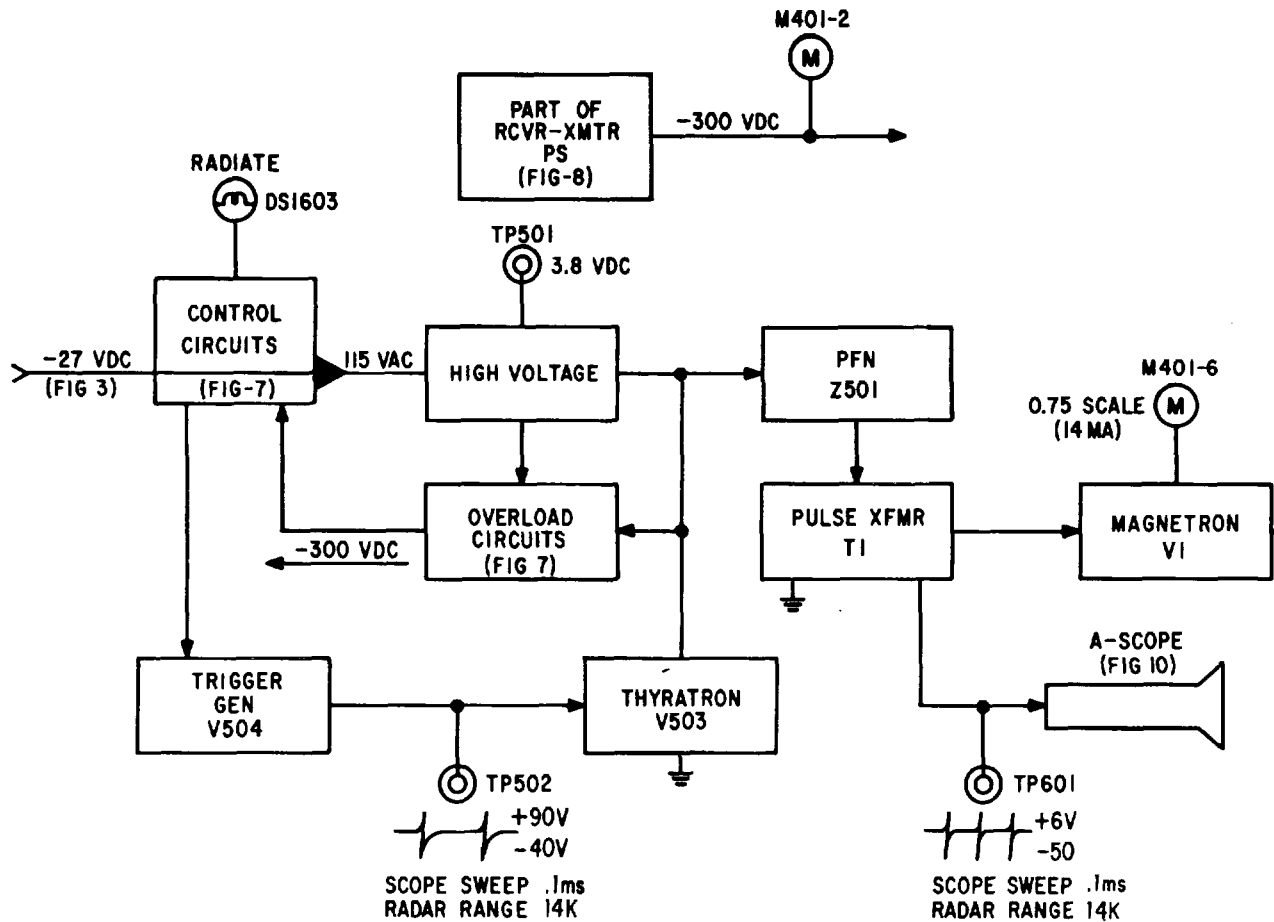 M401-2
M
PART OF
RCVR-XMTR
PS
(FIG-8)
-300 VDC
RADIATE
DS1603
TP501
3.8 VDC
CONTROL
CIRCUITS
(FIG-7)
-27 VDC
(FIG 3)
115 VAC
HIGH VOLTAGE
PFN
Z501
M401-6
0.75 SCALE
(14 MA)
M
OVERLOAD
CIRCUITS
(FIG 7)
-300 VDC
PULSE XFMR
T1
MAGNETRON
V1
TRIGGER
GEN
V504
THYRATRON
V503
A-SCOPE
(FIG 10)
TP502
+90V
-40V
SCOPE SWEEP .1ms
RADAR RANGE 14K
TP601
+6V
-50
SCOPE SWEEP .1ms
RADAR RANGE 14K